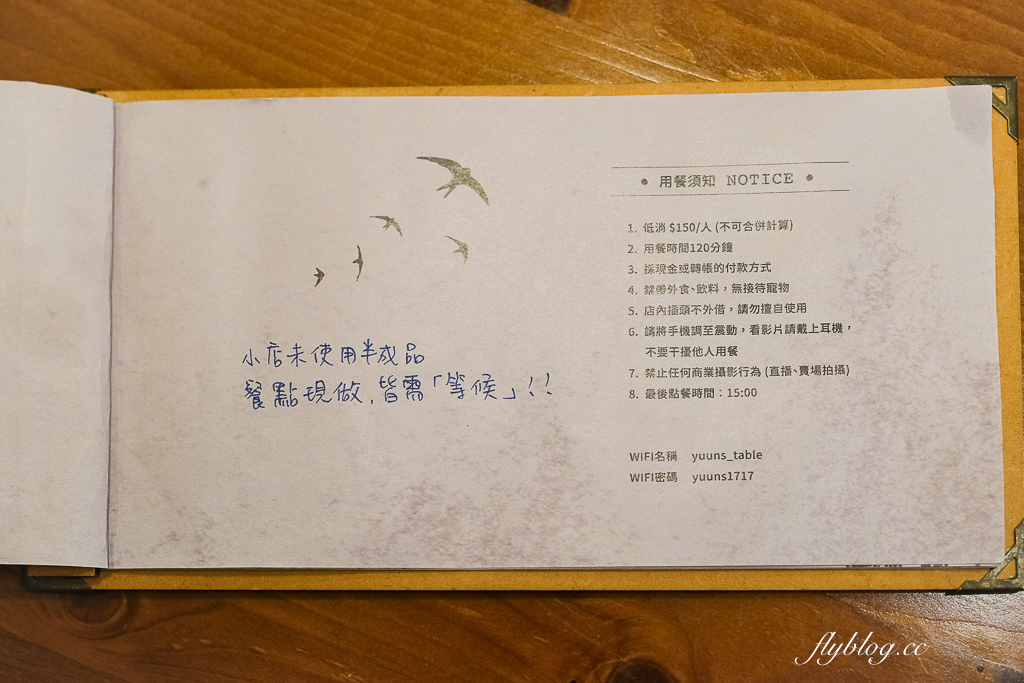 小店未使用半成品
餐點現做,皆需「等候」!!
• 用餐須知 NOTICE •
1. 低消 $150/人 (不可合併計算)
2. 用餐時間120分鐘
3. 採現金或轉帳的付款方式
4. 禁帶外食、飲料，無接待寵物
5. 店內插頭不外借，請勿擅自使用
6. 請將手機調至震動，看影片請戴上耳機，
不要干擾他人用餐
7. 禁止任何商業攝影行為 (直播、賣場拍攝)
8. 最後點餐時間：15:00
WIFI名稱 yuuns_table
WIFI密碼 yuuns1717
flyblog.cc